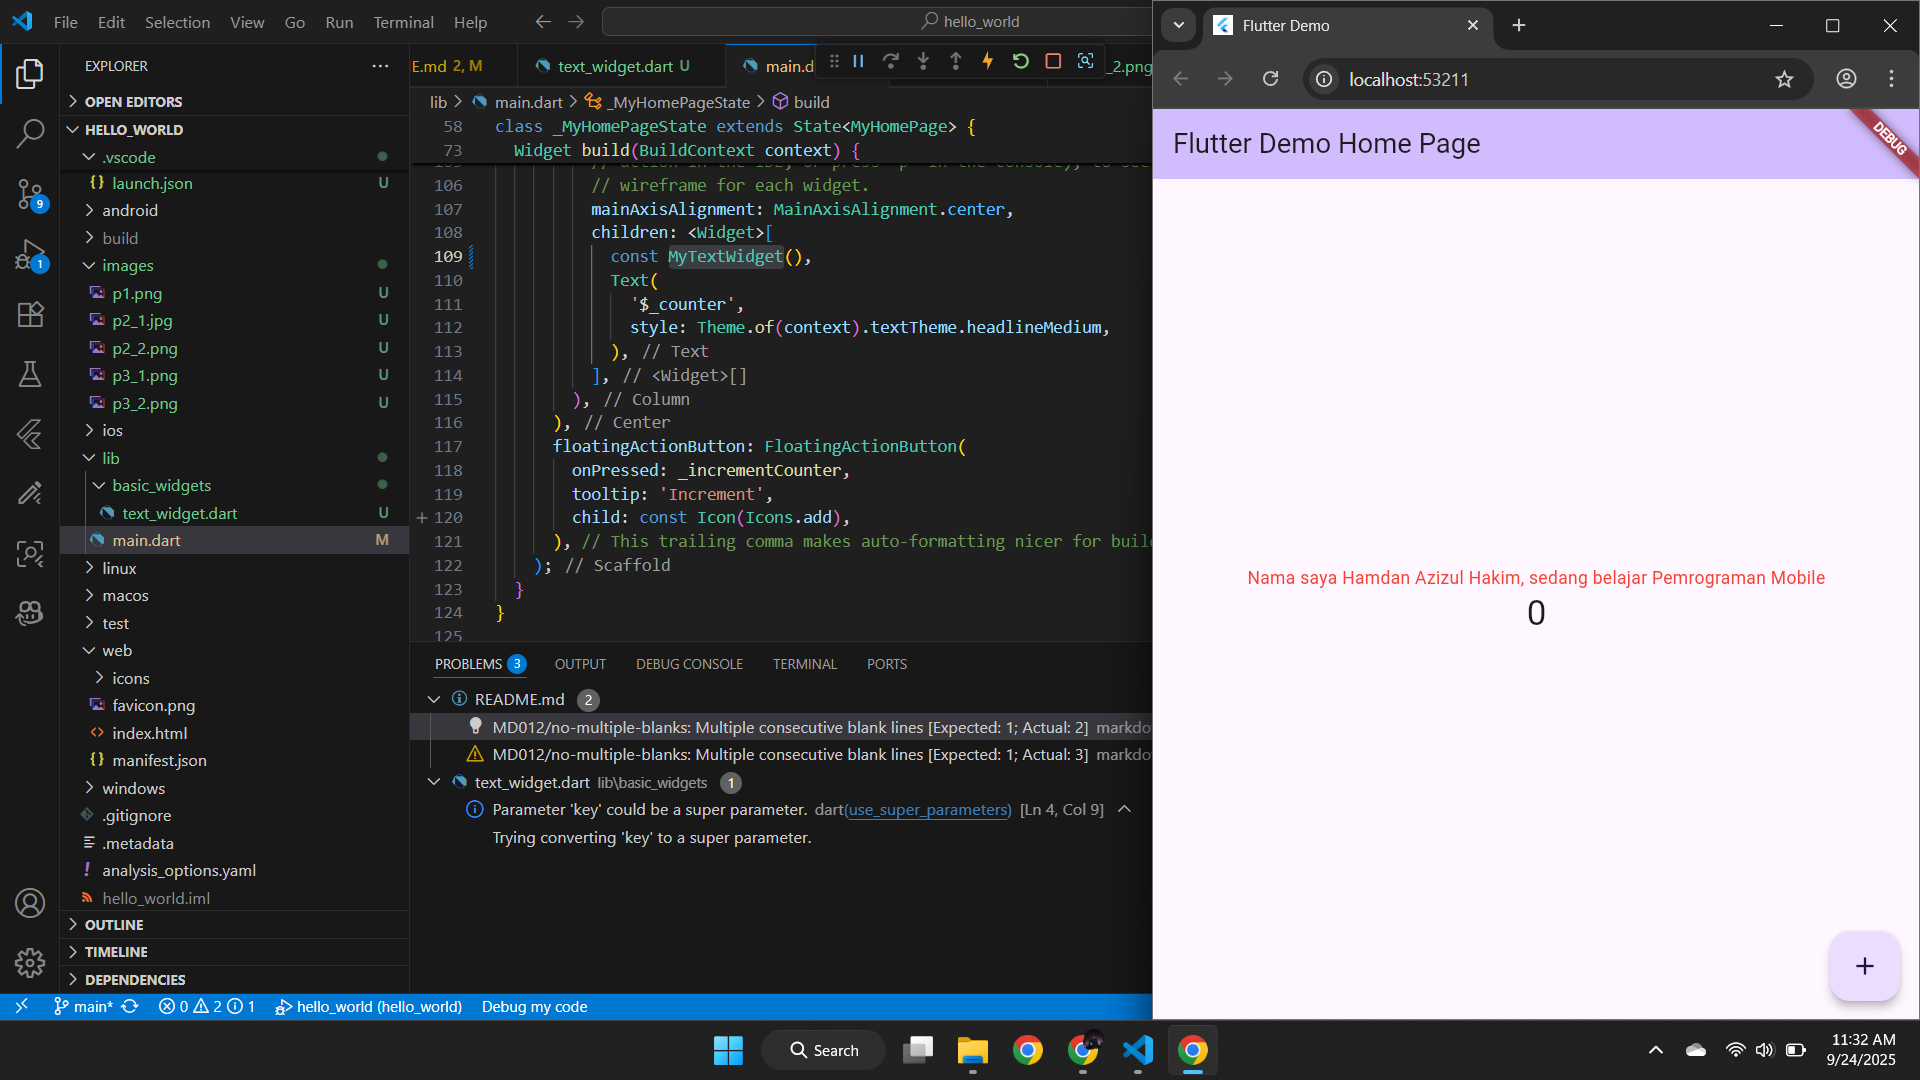 File Edit Selection View Go Run Terminal Help
hello_world
EXPLORER
OPEN EDITORS
HELLO_WORLD
.vscode
launch.json U
android
build
images
p1.png U
p2_1.jpg U
p2_2.png U
p3_1.png U
p3_2.png U
ios
lib
basic_widgets
text_widget.dart U
main.dart M
linux
macos
test
web
icons
favicon.png
index.html
manifest.json
windows
.gitignore
.metadata
analysis_options.yaml
hello_world.iml
OUTLINE
TIMELINE
DEPENDENCIES
9
1
E.md 2, M text_widget.dart U main.d _2.png
lib > main.dart > _MyHomePageState > build
58 class _MyHomePageState extends State<MyHomePage> {
73 Widget build(BuildContext context) {
106 // wireframe for each widget.
107 mainAxisAlignment: MainAxisAlignment.center,
108 children: <Widget>[
109 const MyTextWidget(),
110 Text(
111 '$_counter',
112 style: Theme.of(context).textTheme.headlineMedium,
113 ), // Text
114 ], // <Widget>[]
115 ), // Column
116 ), // Center
117 floatingActionButton: FloatingActionButton(
118 onPressed: _incrementCounter,
119 tooltip: 'Increment',
120 child: const Icon(Icons.add),
121 ), // This trailing comma makes auto-formatting nicer for buil
122 ); // Scaffold
123 }
124 }
125
PROBLEMS 3 OUTPUT DEBUG CONSOLE TERMINAL PORTS
README.md 2
MD012/no-multiple-blanks: Multiple consecutive blank lines [Expected: 1; Actual: 2] markdo
MD012/no-multiple-blanks: Multiple consecutive blank lines [Expected: 1; Actual: 3] markdo
text_widget.dart lib\basic_widgets 1
Parameter 'key' could be a super parameter. dart(use_super_parameters) [Ln 4, Col 9]
Trying converting 'key' to a super parameter.
main* 0 2 1 hello_world (hello_world) Debug my code
Flutter Demo
localhost:53211
Flutter Demo Home Page
DEBUG
Nama saya Hamdan Azizul Hakim, sedang belajar Pemrograman Mobile
0
Search
11:32 AM
9/24/2025